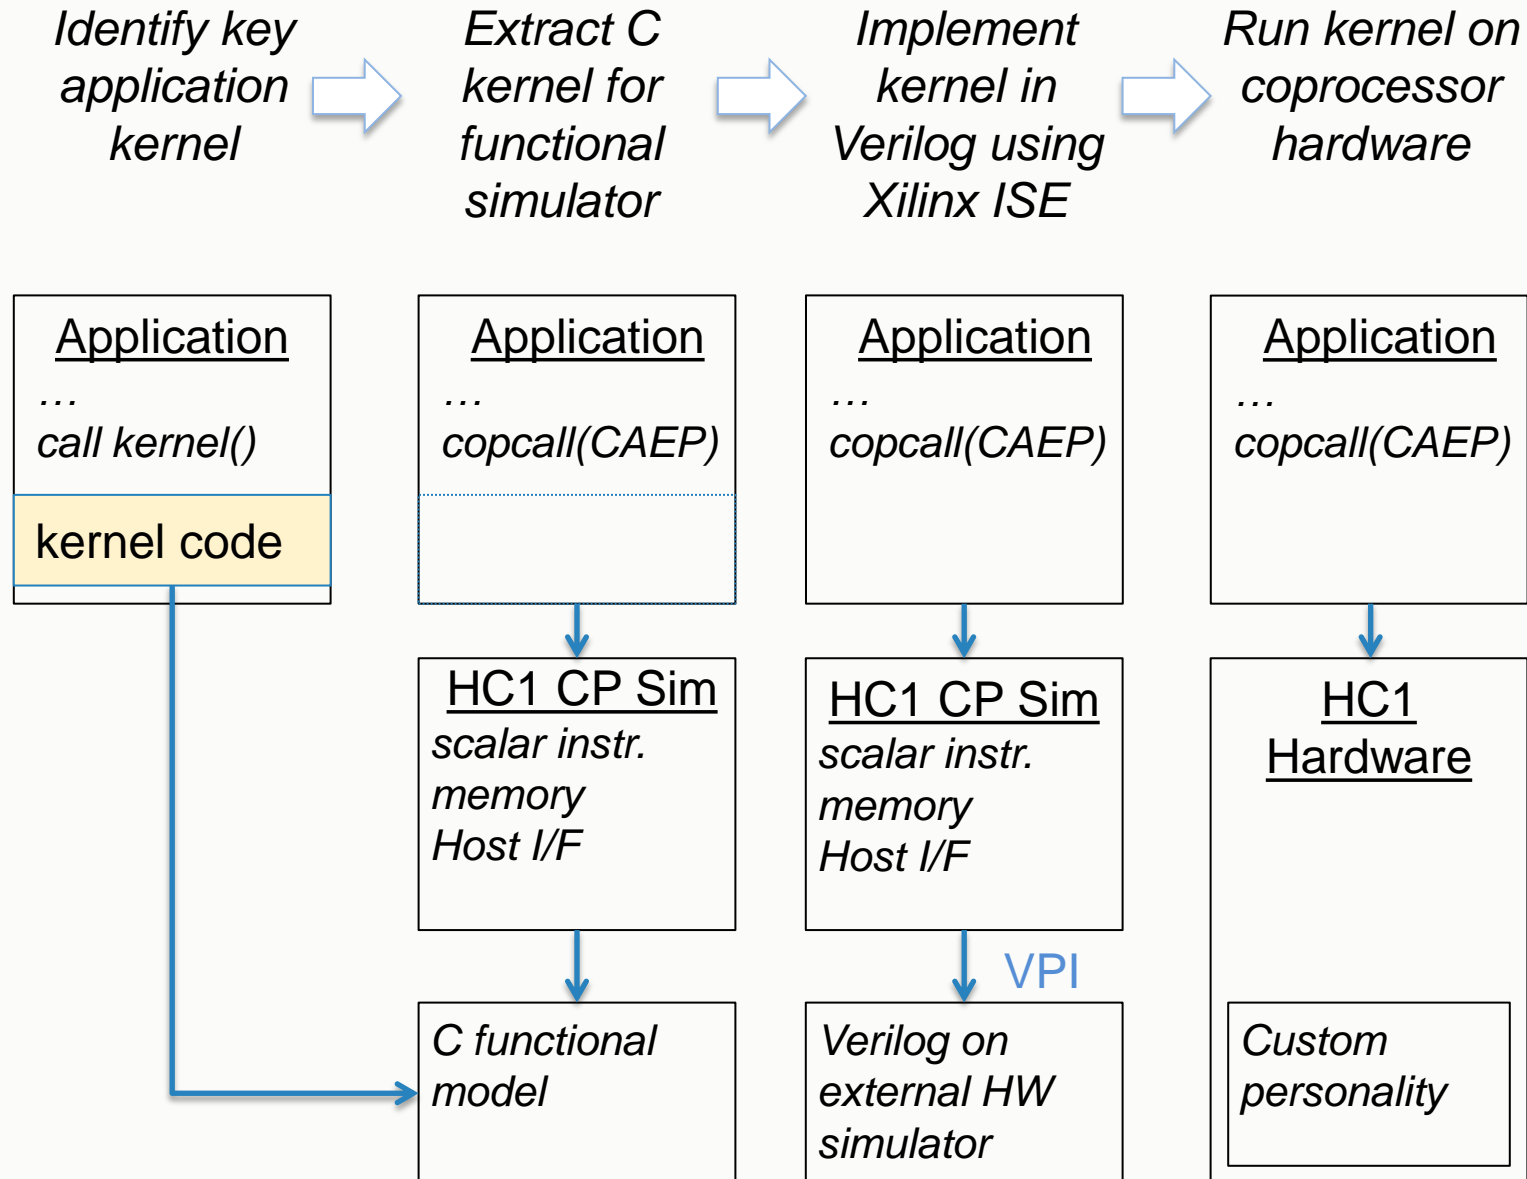 Identify key
application
kernel
Extract C
kernel for
functional
simulator
Implement
kernel in
Verilog using
Xilinx ISE
Run kernel on
coprocessor
hardware
Application
…
call kernel()
kernel code
Application
…
copcall(CAEP)
HC1 CP Sim
scalar instr.
memory
Host I/F
C functional
model
Application
…
copcall(CAEP)
HC1 CP Sim
scalar instr.
memory
Host I/F
VPI
Verilog on
external HW
simulator
Application
…
copcall(CAEP)
HC1
Hardware
Custom
personality